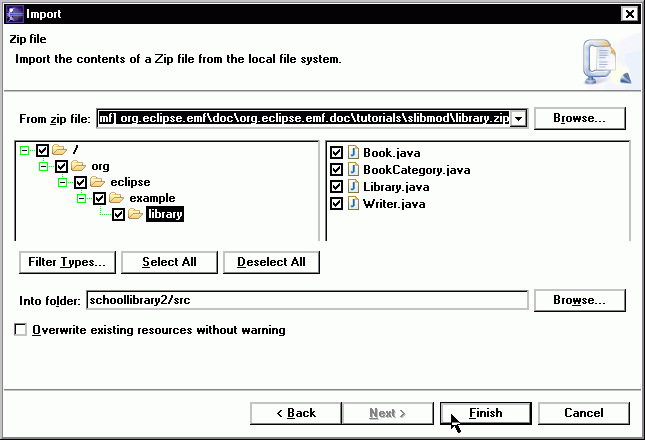 Import
Zip file
Import the contents of a Zip file from the local file system.
From zip file: mf] org.eclipse.emf\doc\org.eclipse.emf.doc\tutorials\slibmod\library.zip Browse...
/
org
eclipse
example
library
Book.java
BookCategory.java
Library.java
Writer.java
Filter Types... Select All Deselect All
Into folder: schoollibrary2/src Browse...
Overwrite existing resources without warning
< Back Next > Finish Cancel